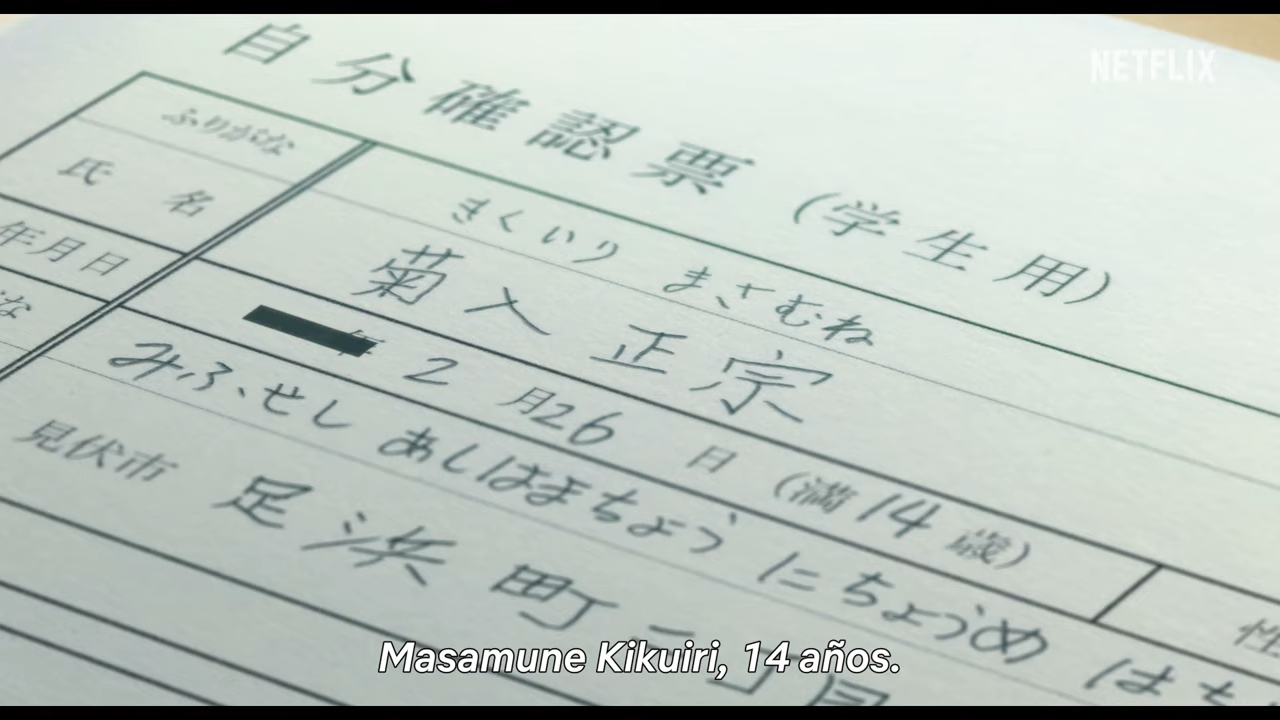 NETFLIX
自分確認票(学生用)
ふりがな きくいり まさむね
氏名 菊入 正宗
年月日 年 2月26日 (満14歳)
な みふせし あしはまちょう にちょうめ
見伏市 足浜町二丁目
Masamune Kikuiri, 14 años.